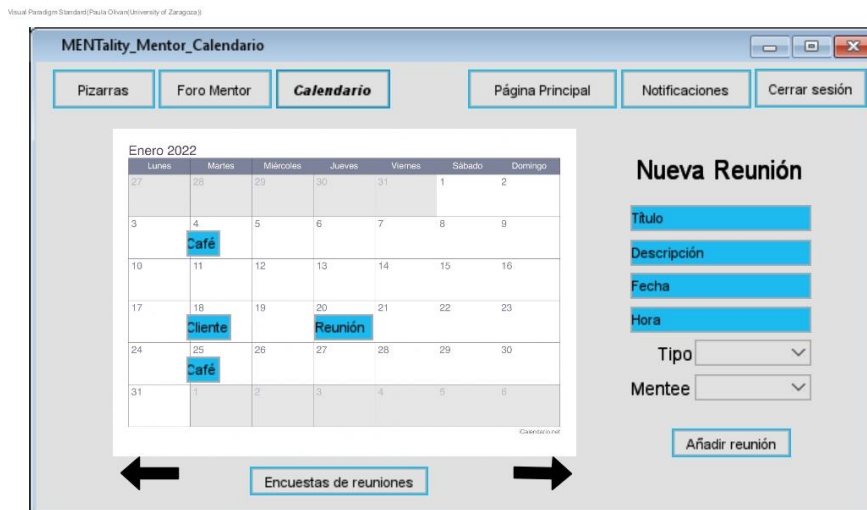 Visual Paradigm Standard(Paula Olivan(University of Zaragoza))
MENTality_Mentor_Calendario
Pizarras Foro Mentor Calendario Página Principal Notificaciones Cerrar sesión
Enero 2022
Lunes Martes Miércoles Jueves Viernes Sábado Domingo
27 28 29 30 31 1 2
3 4 5 6 7 8 9
Café
10 11 12 13 14 15 16
17 18 19 20 21 22 23
Cliente Reunión
24 25 26 27 28 29 30
Café
31 1 2 3 4 5 6
Calendario.net
Encuestas de reuniones
Nueva Reunión
Título
Descripción
Fecha
Hora
Tipo
Mentee
Añadir reunión